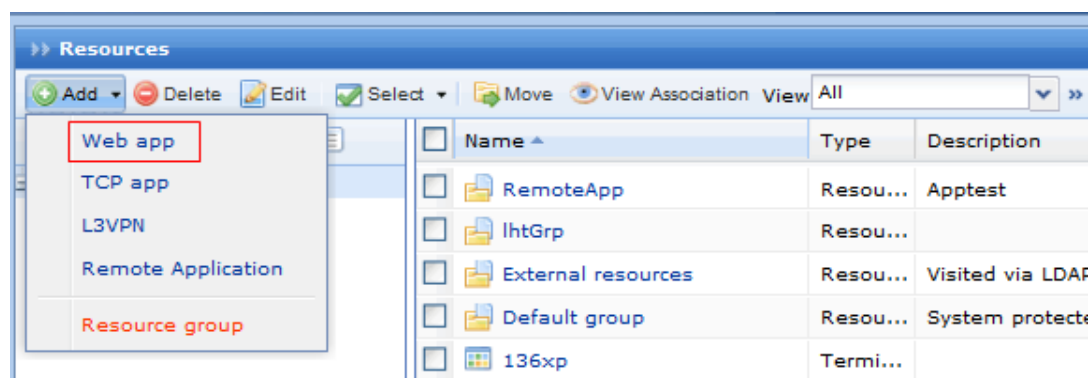 Resources
Add Delete Edit Select Move View Association View All
Web app
TCP app
L3VPN
Remote Application
Resource group
Name Type Description
RemoteApp Resou... Apptest
lhtGrp Resou...
External resources Resou... Visited via LDAP
Default group Resou... System protecte
136xp Termi...